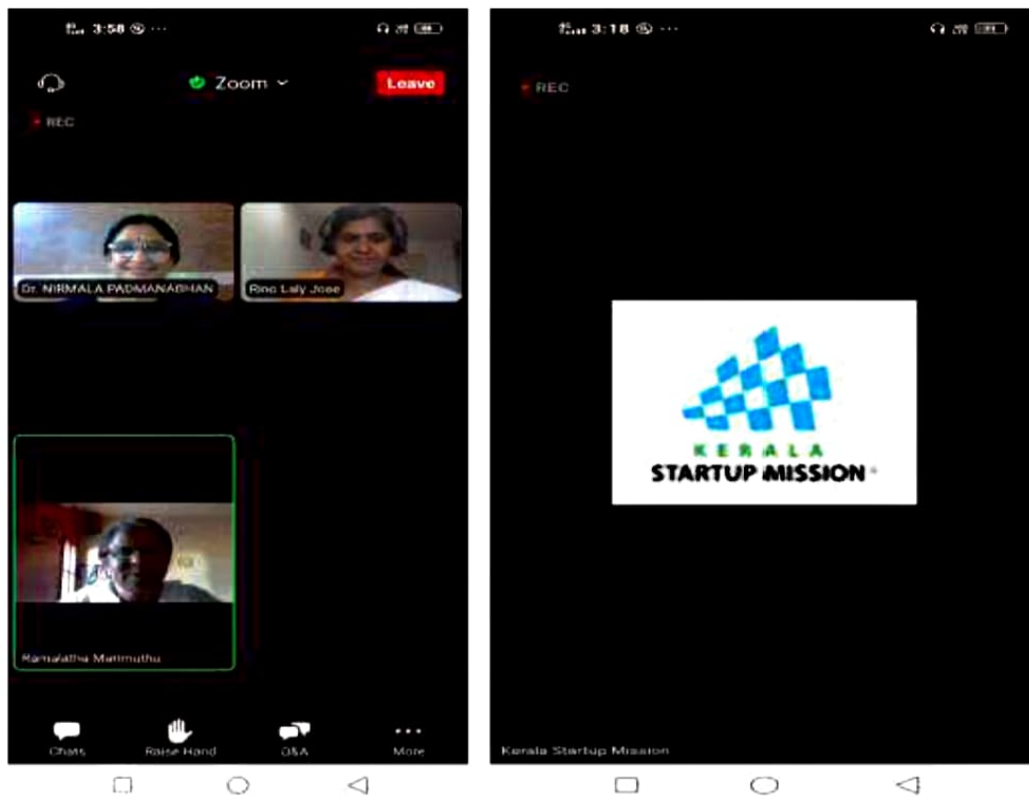 3:58
Zoom
Leave
REC
Dr. NIRMALA PADMANABHAN
Rino Laly Jose
Ramalatha Marimuthu
Chats
Raise Hand
Q&A
More
3:18
REC
KERALA
STARTUP MISSION
Kerala Startup Mission